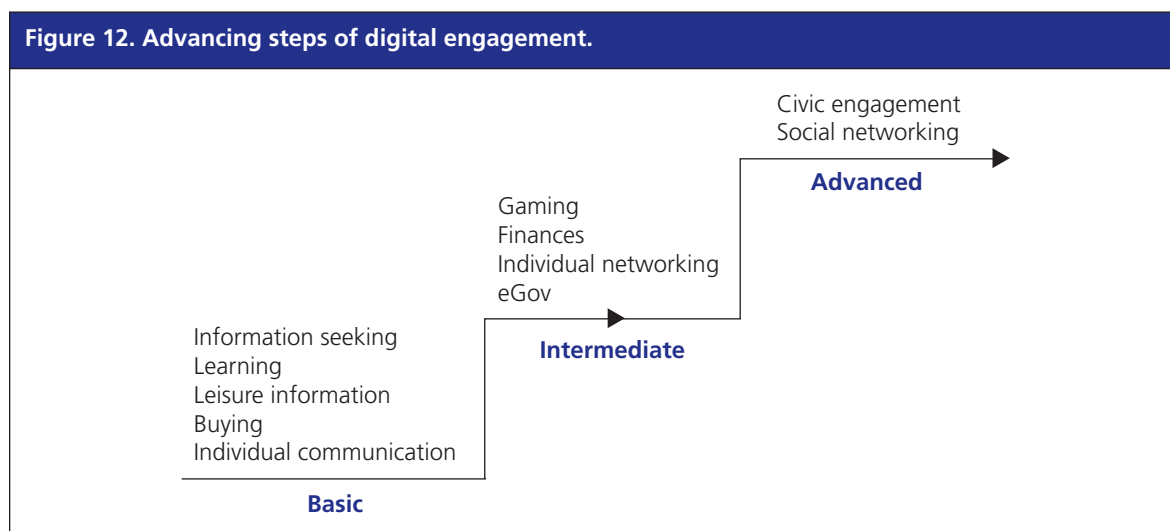 Figure 12. Advancing steps of digital engagement.
Information seeking
Learning
Leisure information
Buying
Individual communication
Basic
Gaming
Finances
Individual networking
eGov
Intermediate
Civic engagement
Social networking
Advanced